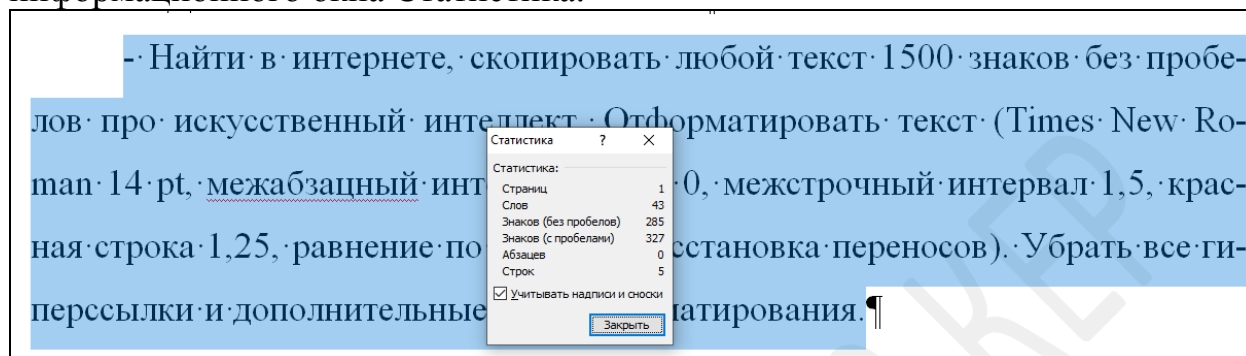 информационного окна Статистика.
- Найти в интернете, скопировать любой текст 1500 знаков без пробе-
лов про искусственный интеллект. Отформатировать текст (Times New Ro-
man 14 pt, межабзацный инт 0, межстрочный интервал 1,5, крас-
ная строка 1,25, равнение по сстановка переносов). Убрать все ги-
перссылки и дополнительные матирования.¶
Статистика ? ×
Статистика:
Страниц 1
Слов 43
Знаков (без пробелов) 285
Знаков (с пробелами) 327
Абзацев 0
Строк 5
Учитывать надписи и сноски
Закрыть
КЕР